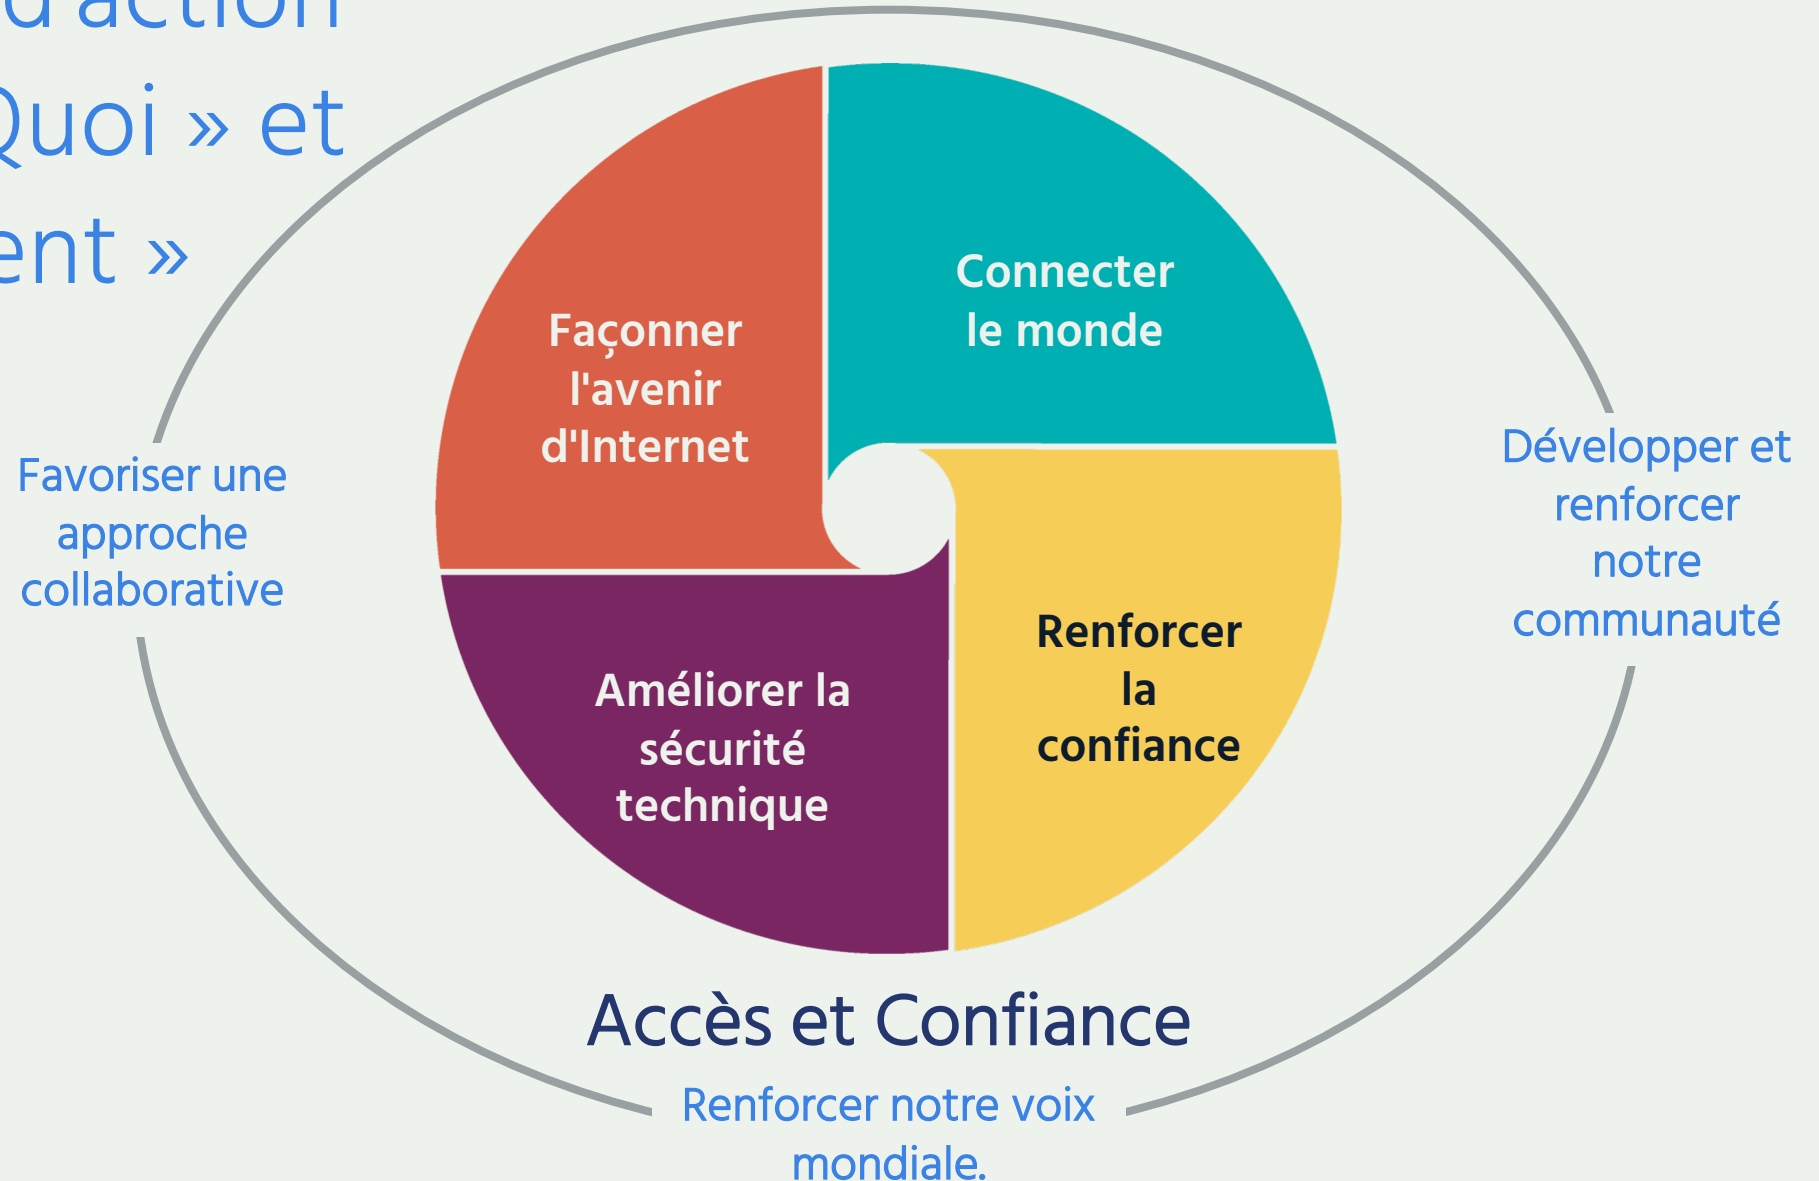 d'action
Quoi » et
ent »
Connecter
le monde
Façonner
l'avenir
d'Internet
Favoriser une
approche
collaborative
Développer et
renforcer
notre
communauté
Renforcer
la
confiance
Améliorer la
sécurité
technique
Accès et Confiance
Renforcer notre voix
mondiale.